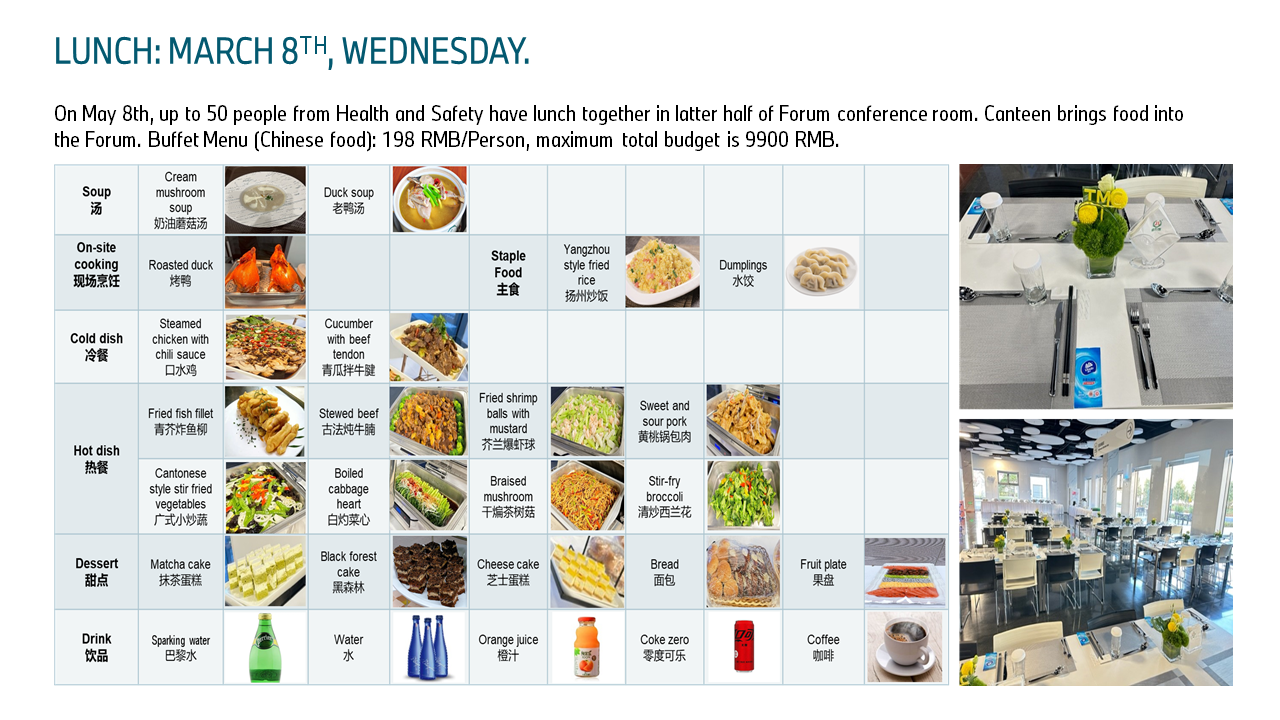 LUNCH: MARCH 8TH, WEDNESDAY.
On May 8th, up to 50 people from Health and Safety have lunch together in latter half of Forum conference room. Canteen brings food into
the Forum. Buffet Menu (Chinese food): 198 RMB/Person, maximum total budget is 9900 RMB.
Soup
汤
Cream
mushroom
soup
奶油蘑菇汤
Duck soup
老鸭汤
On-site
cooking
现场烹饪
Roasted duck
烤鸭
Staple
Food
主食
Yangzhou
style fried
rice
扬州炒饭
Dumplings
水饺
Cold dish
冷餐
Steamed
chicken with
chili sauce
口水鸡
Cucumber
with beef
tendon
青瓜拌牛腱
Hot dish
热餐
Fried fish fillet
青芥炸鱼柳
Stewed beef
古法炖牛腩
Fried shrimp
balls with
mustard
芥兰爆虾球
Sweet and
sour pork
黄桃锅包肉
Cantonese
style stir fried
vegetables
广式小炒蔬
Boiled
cabbage
heart
白灼菜心
Braised
mushroom
干煸茶树菇
Stir-fry
broccoli
清炒西兰花
Dessert
甜点
Matcha cake
抹茶蛋糕
Black forest
cake
黑森林
Cheese cake
芝士蛋糕
Bread
面包
Fruit plate
果盘
Drink
饮品
Sparking water
巴黎水
Water
水
Orange juice
橙汁
Coke zero
零度可乐
Coffee
咖啡
TMC